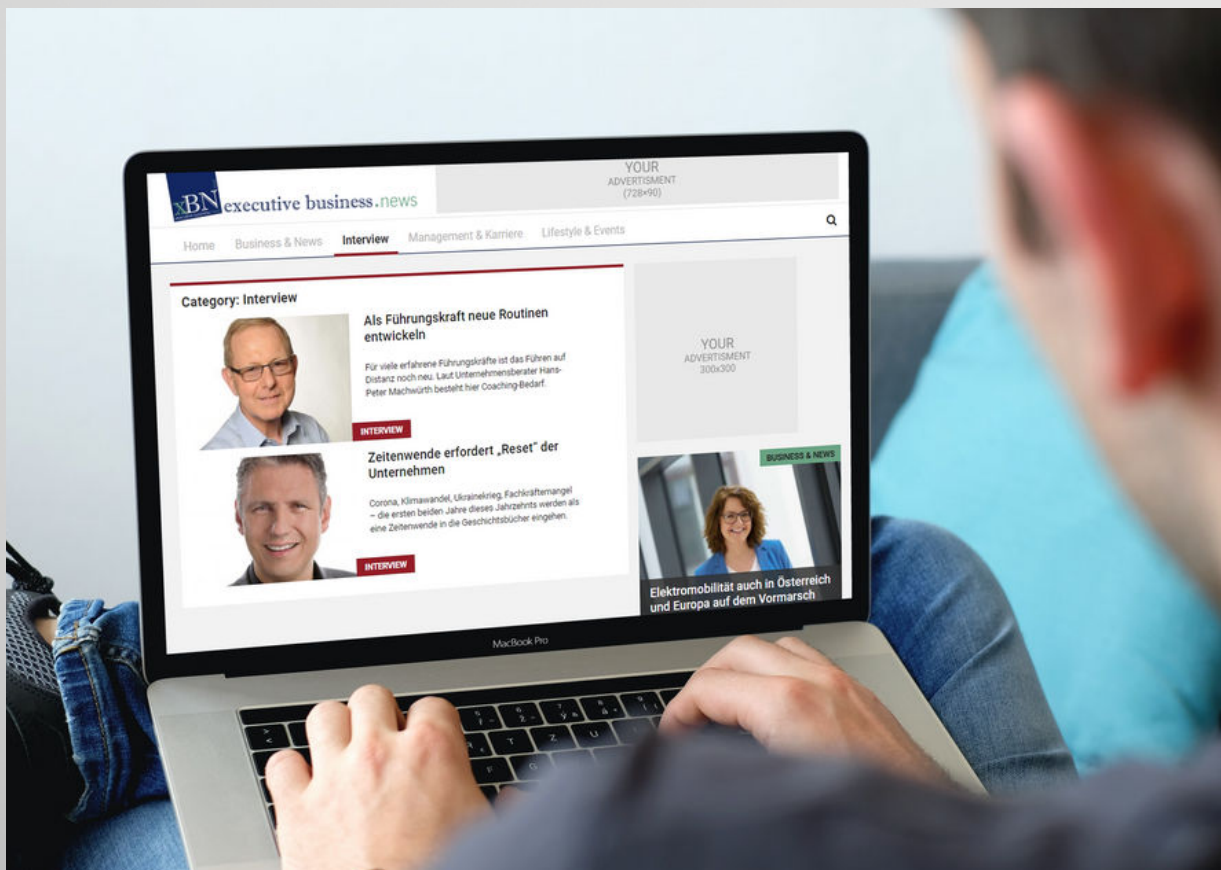 xBN executive business.news
YOUR
ADVERTISMENT
(728×90)
Home Business & News Interview Management & Karriere Lifestyle & Events
Category: Interview
Als Führungskraft neue Routinen
entwickeln
Für viele erfahrene Führungskräfte ist das Führen auf
Distanz noch neu. Laut Unternehmensberater Hans-
Peter Machwürth besteht hier Coaching-Bedarf.
INTERVIEW
Zeitenwende erfordert „Reset" der
Unternehmen
Corona, Klimawandel, Ukrainekrieg, Fachkräftemangel
– die ersten beiden Jahre dieses Jahrzehnts werden als
eine Zeitenwende in die Geschichtsbücher eingehen.
INTERVIEW
YOUR
ADVERTISMENT
300x300
BUSINESS & NEWS
Elektromobilität auch in Österreich
und Europa auf dem Vormarsch
MacBook Pro
T Z U
F G